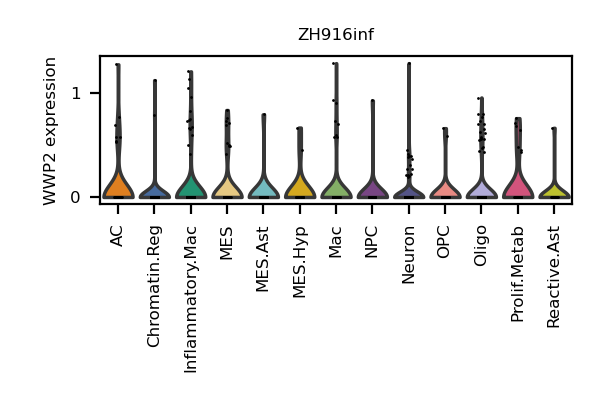 ZH916inf
WWP2 expression
1
0
AC
Chromatin.Reg
Inflammatory.Mac
MES
MES.Ast
MES.Hyp
Mac
NPC
Neuron
OPC
Oligo
Prolif.Metab
Reactive.Ast